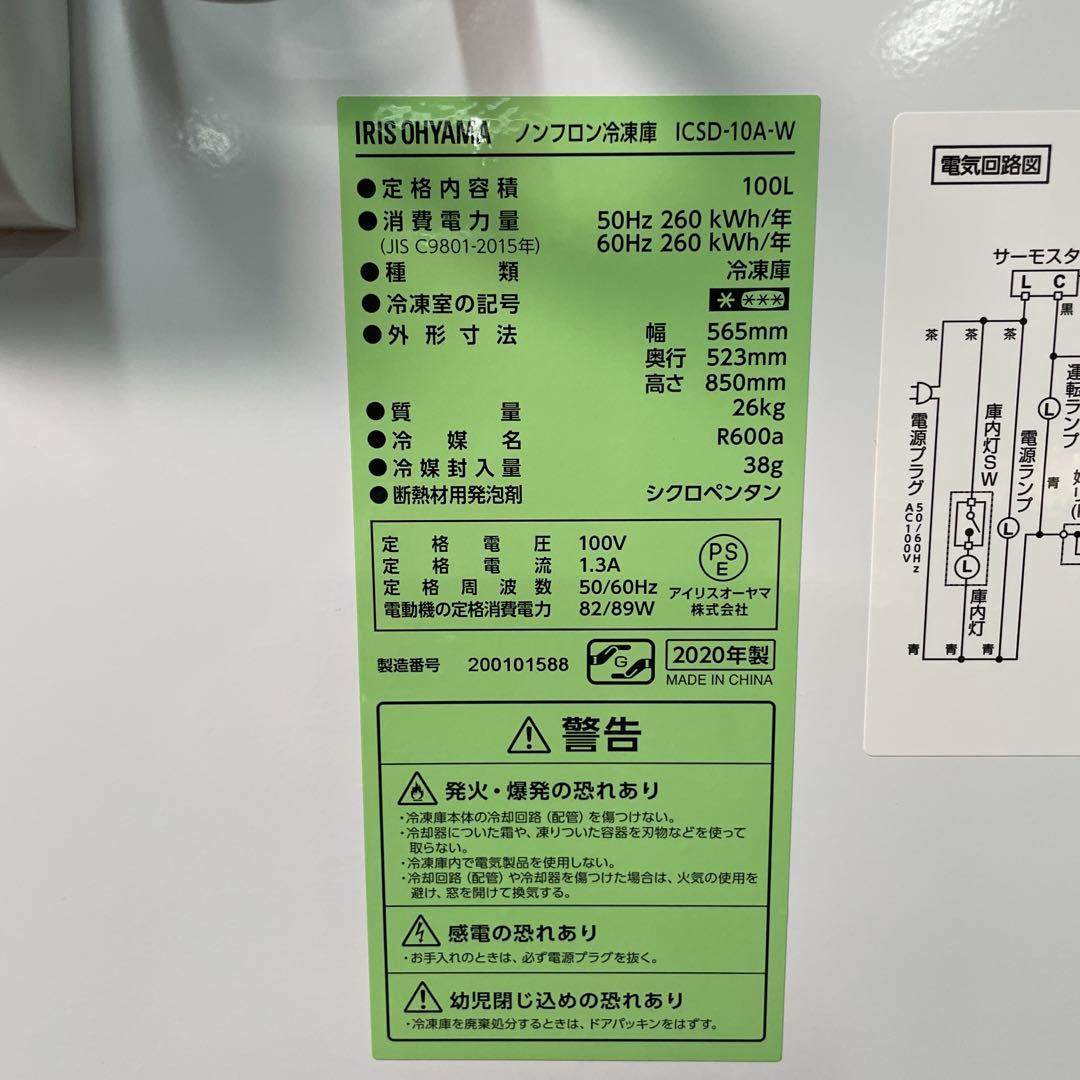 IRIS OHYAMA ノンフロン冷凍庫 ICSD-10A-W
●定格内容積 100L
●消費電力量 50Hz 260 kWh/年
(JIS C9801-2015年) 60Hz 260 kWh/年
●種類 冷凍庫
●冷凍室の記号 * ***
●外形寸法 幅 565mm
奥行 523mm
高さ 850mm
●質量 26kg
●冷媒名 R600a
●冷媒封入量 38g
●断熱材用発泡剤 シクロペンタン
定格電圧 100V
定格電流 1.3A
定格周波数 50/60Hz
電動機の定格消費電力 82/89W
PS
E
アイリスオーヤマ
株式会社
製造番号 200101588
G
2020年製
MADE IN CHINA
警告
発火・爆発の恐れあり
・冷凍庫本体の冷却回路(配管)を傷つけない。
・冷却器についた霜や、凍りついた容器を刃物などを使って
取らない。
・冷凍庫内で電気製品を使用しない。
・冷却回路(配管)や冷却器を傷つけた場合は、火気の使用を
避け、窓を開けて換気する。
感電の恐れあり
・お手入れのときは、必ず電源プラグを抜く。
幼児閉じ込めの恐れあり
・冷凍庫を廃棄処分するときは、ドアパッキンをはずす。
電気回路図
サーモスタ
L C
黒
茶 茶 茶
電源プラグ
50/60Hz
AC100V
庫内灯SW
電源ランプ
運転ランプ
L
L
L
青
庫内灯
青 青 青